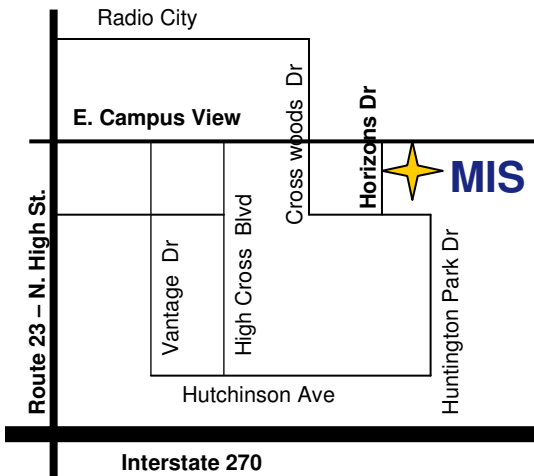 Radio City
E. Campus View
Cross woods Dr
Horizons Dr
MIS
Route 23 – N. High St.
Vantage Dr
High Cross Blvd
Huntington Park Dr
Hutchinson Ave
Interstate 270